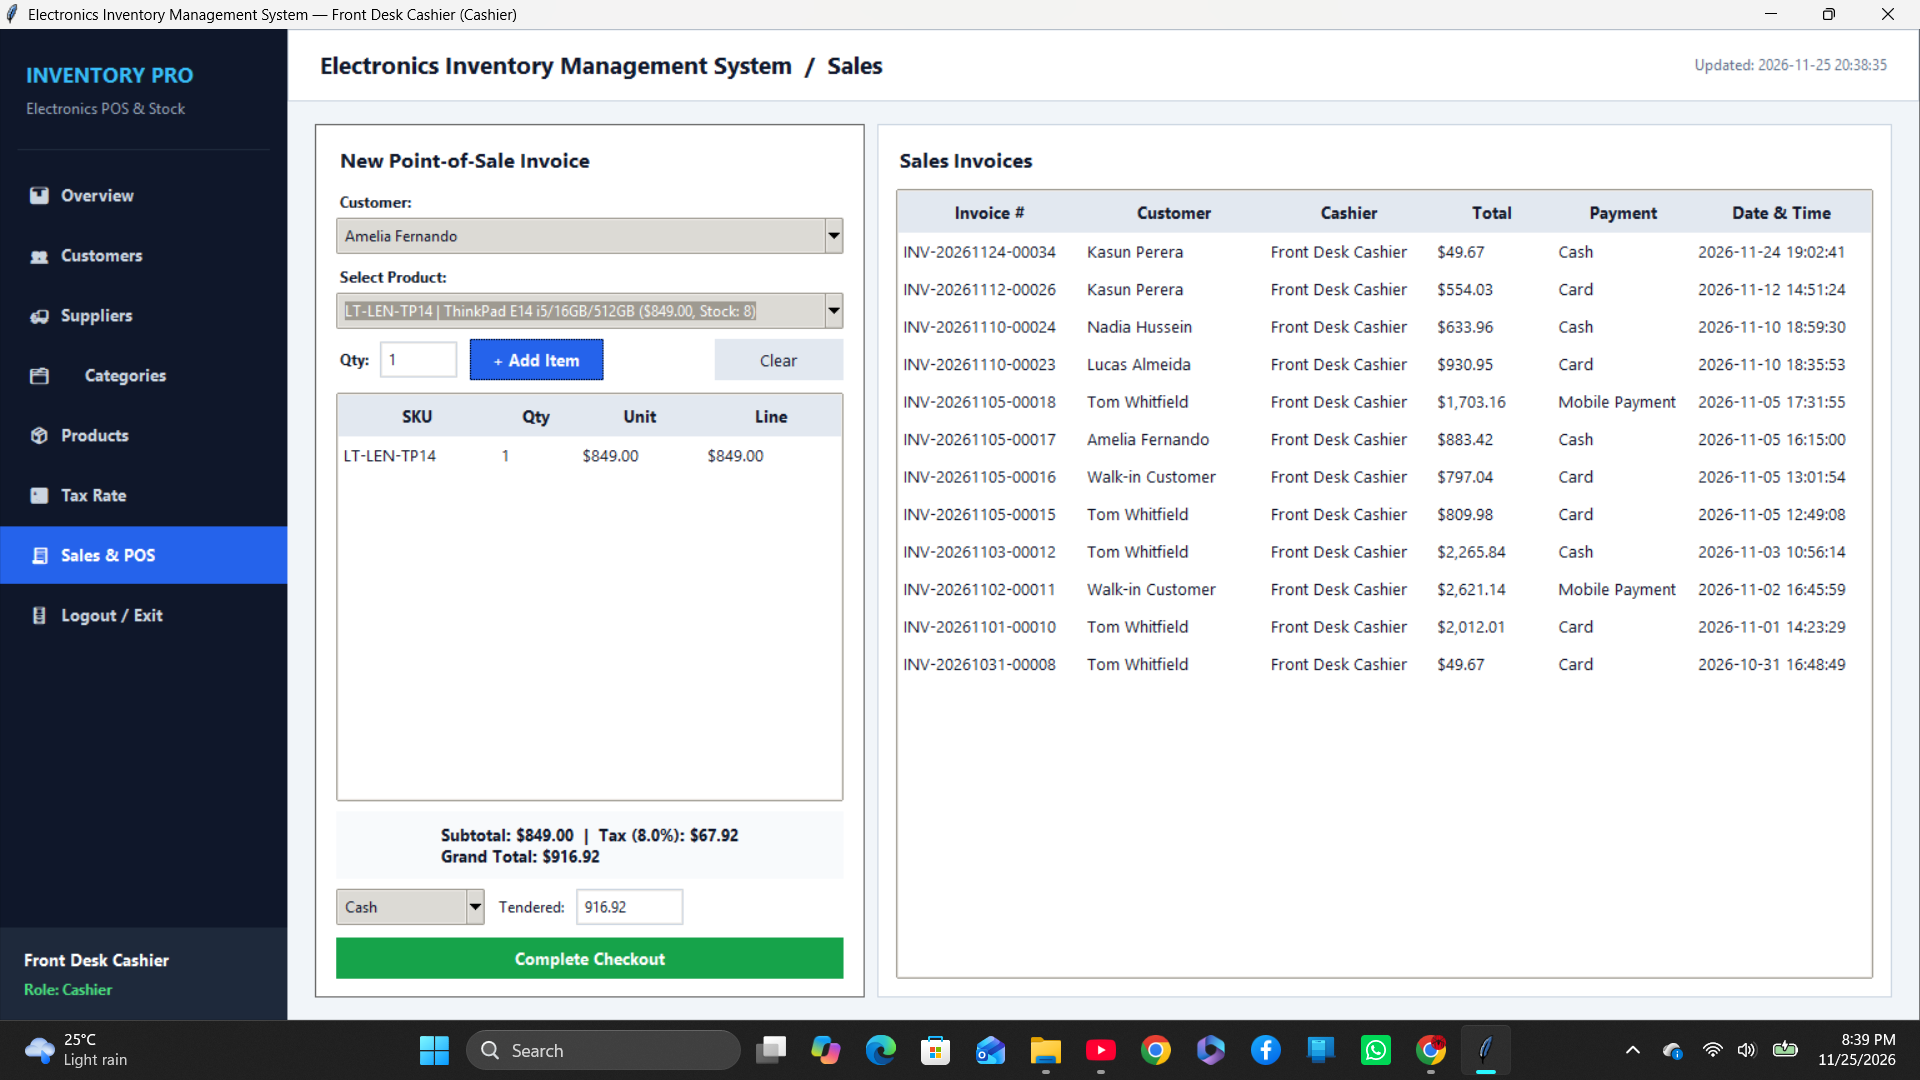 Electronics Inventory Management System — Front Desk Cashier (Cashier)
INVENTORY PRO
Electronics POS & Stock
Overview
Customers
Suppliers
Categories
Products
Tax Rate
Sales & POS
Logout / Exit
Front Desk Cashier
Role: Cashier
Electronics Inventory Management System / Sales
Updated: 2026-11-25 20:38:35
New Point-of-Sale Invoice
Customer:
Amelia Fernando
Select Product:
LT-LEN-TP14 | ThinkPad E14 i5/16GB/512GB ($849.00, Stock: 8)
Qty: 1 + Add Item Clear
SKU Qty Unit Line
LT-LEN-TP14 1 $849.00 $849.00
Subtotal: $849.00 | Tax (8.0%): $67.92
Grand Total: $916.92
Cash Tendered: 916.92
Complete Checkout
Sales Invoices
Invoice # Customer Cashier Total Payment Date & Time
INV-20261124-00034 Kasun Perera Front Desk Cashier $49.67 Cash 2026-11-24 19:02:41
INV-20261112-00026 Kasun Perera Front Desk Cashier $554.03 Card 2026-11-12 14:51:24
INV-20261110-00024 Nadia Hussein Front Desk Cashier $633.96 Cash 2026-11-10 18:59:30
INV-20261110-00023 Lucas Almeida Front Desk Cashier $930.95 Card 2026-11-10 18:35:53
INV-20261105-00018 Tom Whitfield Front Desk Cashier $1,703.16 Mobile Payment 2026-11-05 17:31:55
INV-20261105-00017 Amelia Fernando Front Desk Cashier $883.42 Cash 2026-11-05 16:15:00
INV-20261105-00016 Walk-in Customer Front Desk Cashier $797.04 Card 2026-11-05 13:01:54
INV-20261105-00015 Tom Whitfield Front Desk Cashier $809.98 Card 2026-11-05 12:49:08
INV-20261103-00012 Tom Whitfield Front Desk Cashier $2,265.84 Cash 2026-11-03 10:56:14
INV-20261102-00011 Walk-in Customer Front Desk Cashier $2,621.14 Mobile Payment 2026-11-02 16:45:59
INV-20261101-00010 Tom Whitfield Front Desk Cashier $2,012.01 Card 2026-11-01 14:23:29
INV-20261031-00008 Tom Whitfield Front Desk Cashier $49.67 Card 2026-10-31 16:48:49
25°C
Light rain
Search
8:39 PM
11/25/2026